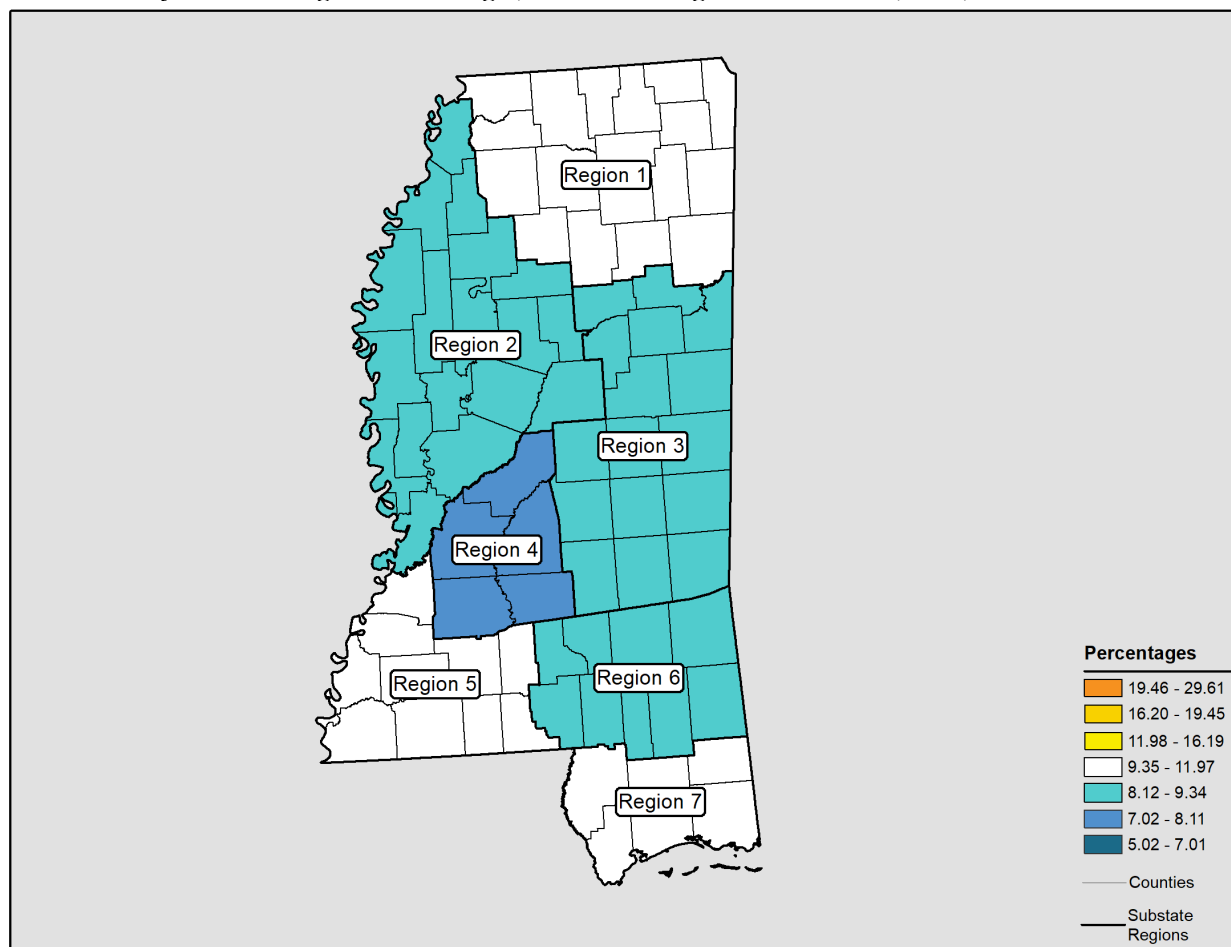 Region 1
Region 2
Region 3
Region 4
Region 5
Region 6
Region 7
Percentages
19.46 - 29.61
16.20 - 19.45
11.98 - 16.19
9.35 - 11.97
8.12 - 9.34
7.02 - 8.11
5.02 - 7.01
Counties
Substate
Regions